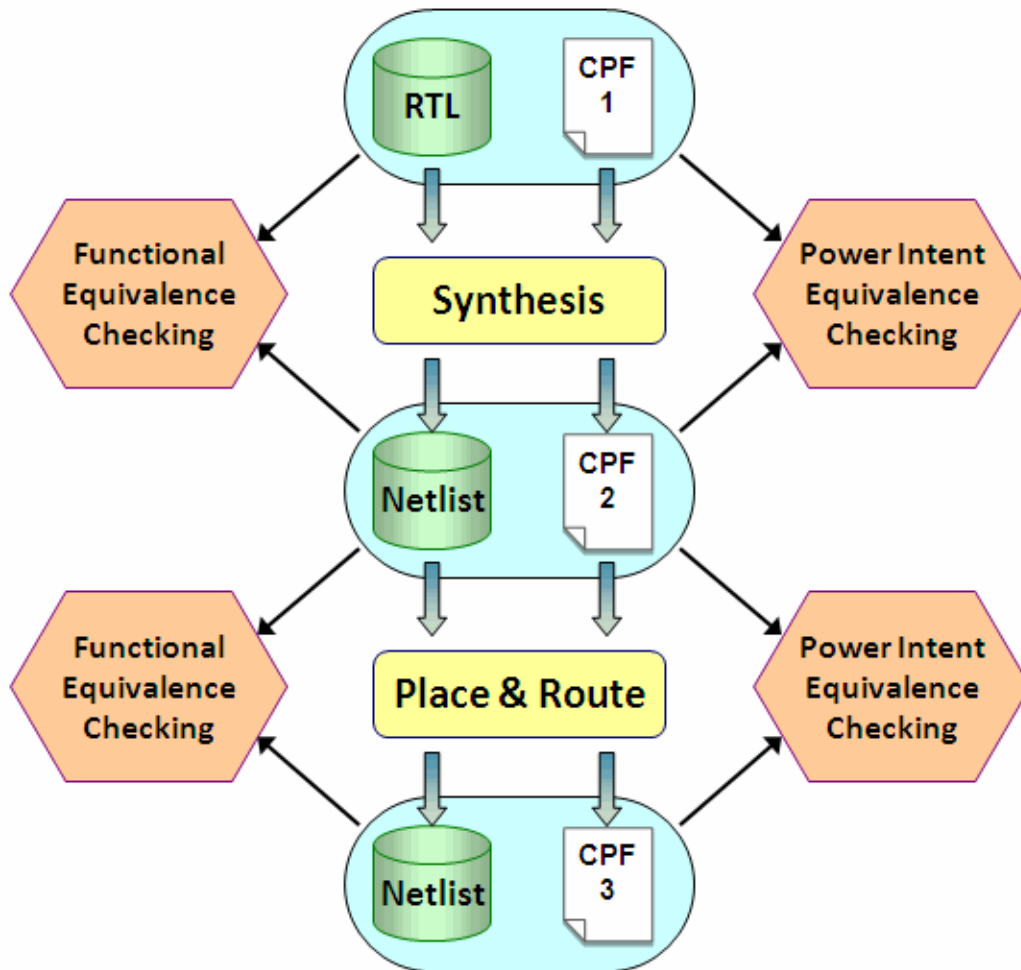 RTL
CPF
1
Functional
Equivalence
Checking
Synthesis
Power Intent
Equivalence
Checking
Netlist
CPF
2
Functional
Equivalence
Checking
Place & Route
Power Intent
Equivalence
Checking
Netlist
CPF
3